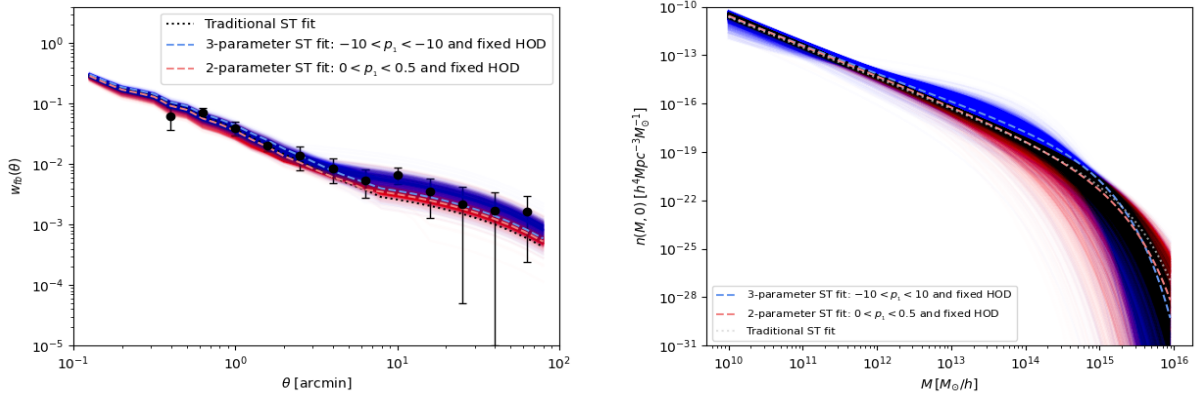 Traditional ST fit
3-parameter ST fit: −10 < p₁ < −10 and fixed HOD
2-parameter ST fit: 0 < p₁ < 0.5 and fixed HOD
10⁰
10⁻¹
10⁻²
10⁻³
10⁻⁴
10⁻⁵
w_fb(θ)
10⁻¹
10⁰
10¹
10²
θ [arcmin]
10⁻¹⁰
10⁻¹³
10⁻¹⁶
10⁻¹⁹
10⁻²²
10⁻²⁵
10⁻²⁸
10⁻³¹
n(M, 0) [h⁴Mpc⁻³M⊙⁻¹]
3-parameter ST fit: −10 < p₁ < 10 and fixed HOD
2-parameter ST fit: 0 < p₁ < 0.5 and fixed HOD
Traditional ST fit
10¹⁰
10¹¹
10¹²
10¹³
10¹⁴
10¹⁵
10¹⁶
M [M⊙/h]